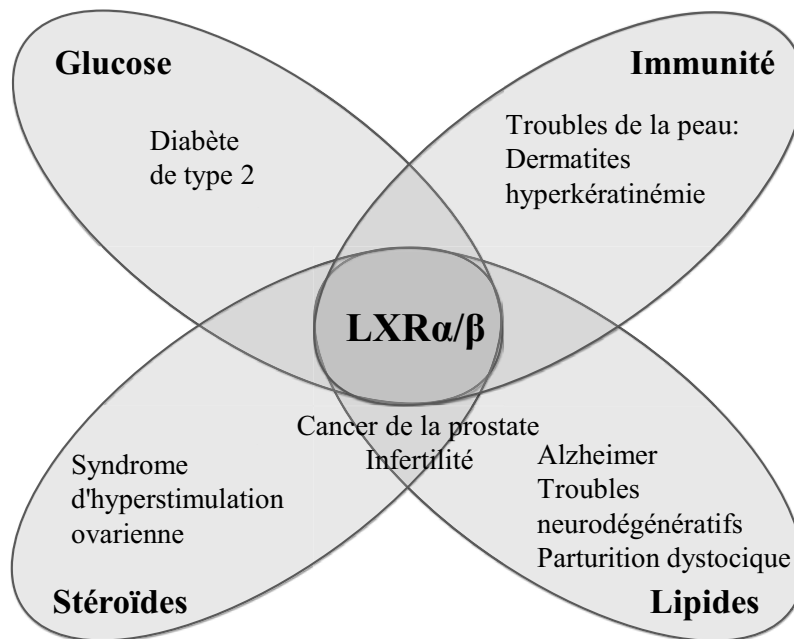 Glucose
Immunité
Diabète
de type 2
Troubles de la peau:
Dermatites
hyperkératinémie
LXRα/β
Cancer de la prostate
Infertilité
Syndrome
d'hyperstimulation
ovarienne
Alzheimer
Troubles
neurodégénératifs
Parturition dystocique
Stéroïdes
Lipides